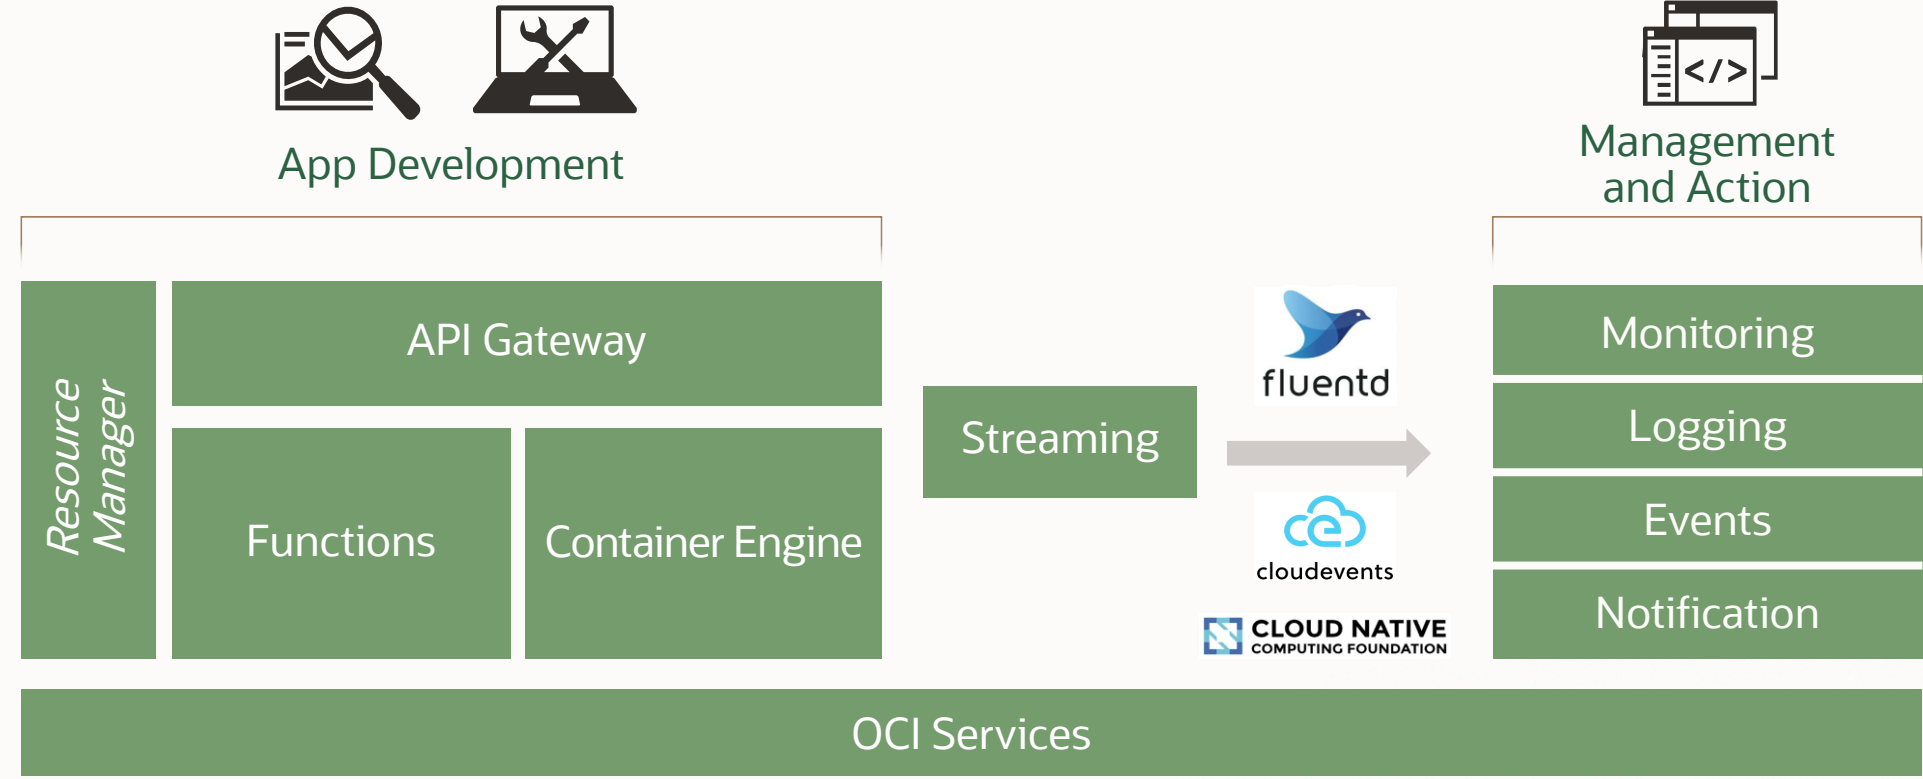 App Development
Management
and Action
Resource
Manager
API Gateway
Functions
Container Engine
Streaming
fluentd
cloudevents
CLOUD NATIVE
COMPUTING FOUNDATION
</>
Monitoring
Logging
Events
Notification
OCI Services